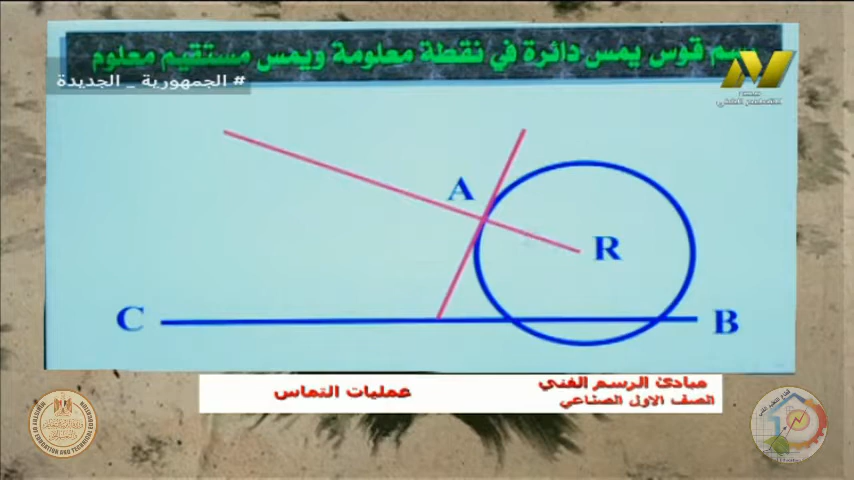 رسم قوس يمس دائرة في نقطة معلومة ويمس مستقيم معلوم
# الجمهورية _ الجديدة
A
R
C
B
مبادئ الرسم الفني
عمليات التماس
الصف الاول الصناعي